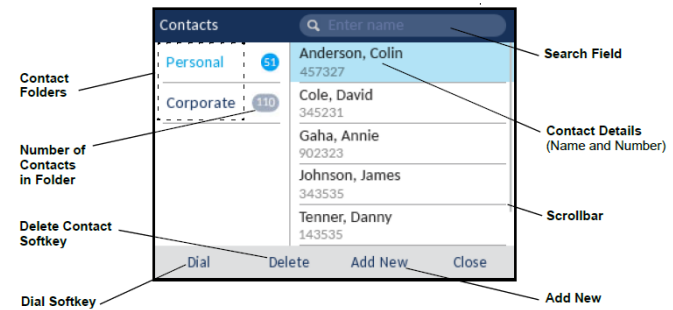 Contacts
Enter name
Search Field
Contact
Folders
Personal 51
Corporate 110
Anderson, Colin
457327
Cole, David
345231
Gaha, Annie
902323
Johnson, James
343535
Tenner, Danny
143535
Contact Details
(Name and Number)
Number of
Contacts
in Folder
Scrollbar
Delete Contact
Softkey
Dial Delete Add New Close
Dial Softkey
Add New